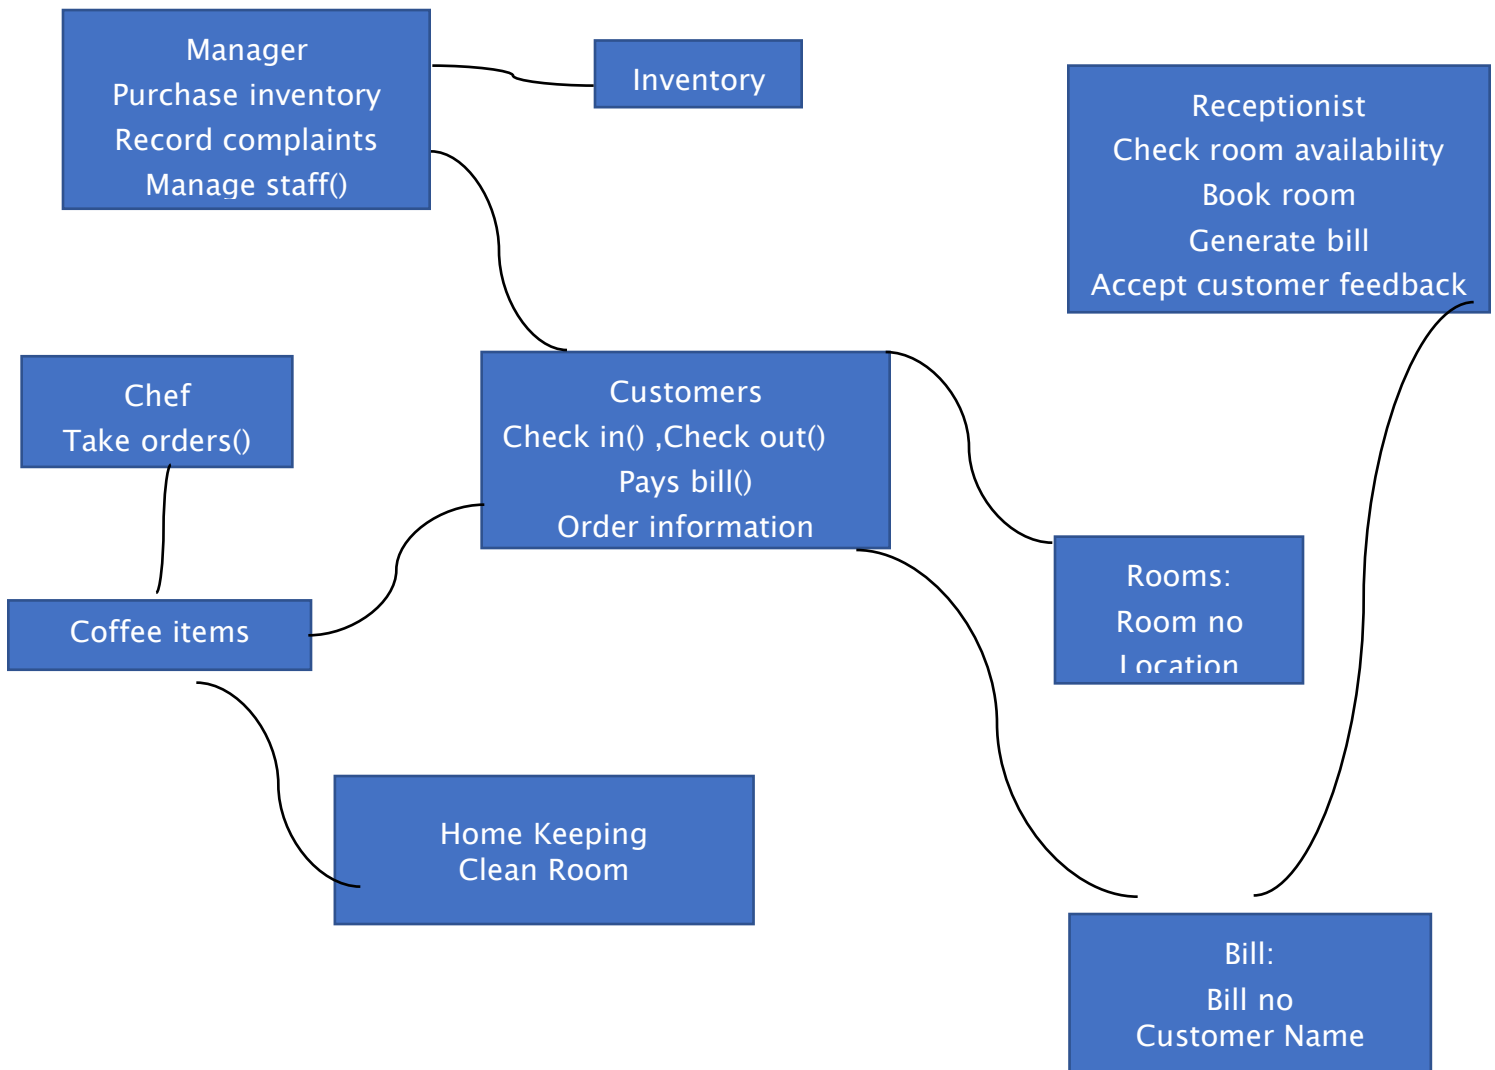 Manager
Purchase inventory
Record complaints
Manage staff()
Inventory
Receptionist
Check room availability
Book room
Generate bill
Accept customer feedback
Chef
Take orders()
Customers
Check in() ,Check out()
Pays bill()
Order information
Coffee items
Rooms:
Room no
Location
Home Keeping
Clean Room
Bill:
Bill no
Customer Name